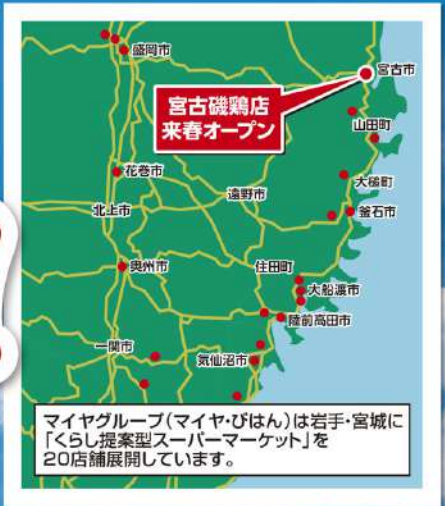 盛岡市
宮古市
宮古磯鶏店
来春オープン
山田町
花巻市
大槌町
遠野市
北上市
釜石市
奥州市
住田町
大船渡市
陸前高田市
一関市
気仙沼市
マイヤグループ(マイヤ・びはん)は岩手・宮城に
「くらし提案型スーパーマーケット」を
20店舗展開しています。